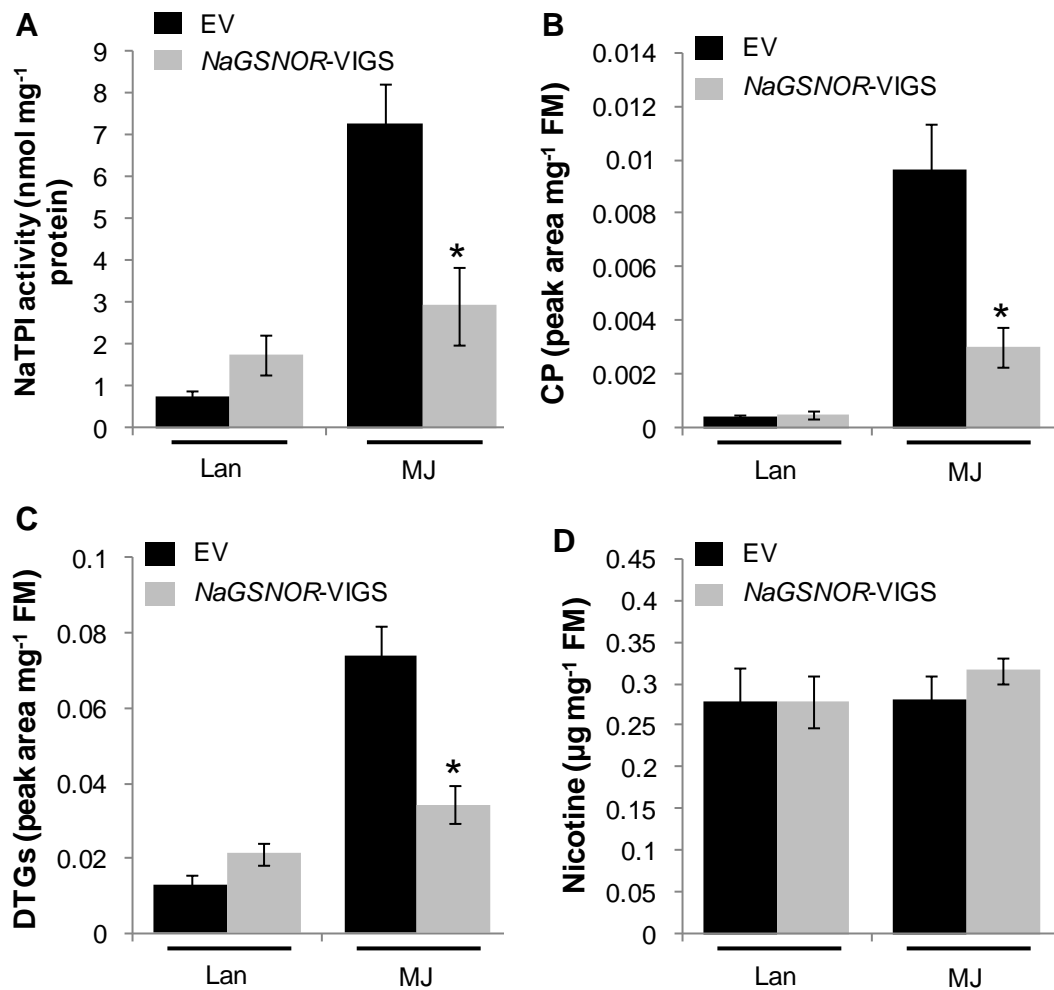 A
EV
NaGSNOR-VIGS
NaTPI activity (nmol mg-1
protein)
9
8
7
6
5
4
3
2
1
0
*
Lan
MJ
B
EV
NaGSNOR-VIGS
CP (peak area mg-1 FM)
0.014
0.012
0.01
0.008
0.006
0.004
0.002
0
*
Lan
MJ
C
EV
NaGSNOR-VIGS
DTGs (peak area mg-1 FM)
0.1
0.08
0.06
0.04
0.02
0
*
Lan
MJ
D
EV
NaGSNOR-VIGS
Nicotine (µg mg-1 FM)
0.45
0.4
0.35
0.3
0.25
0.2
0.15
0.1
0.05
0
Lan
MJ